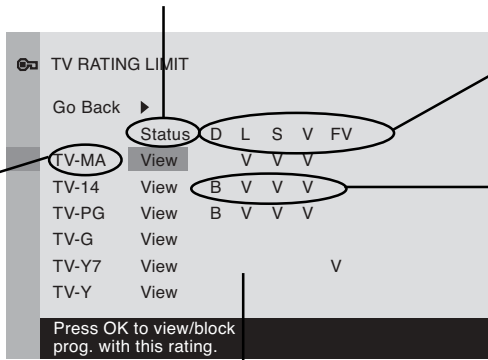 TV RATING LIMIT
Go Back
Status D L S V FV
TV-MA View V V V
TV-14 View B V V V
TV-PG View B V V V
TV-G View
TV-Y7 View V
TV-Y View
Press OK to view/block
prog. with this rating.